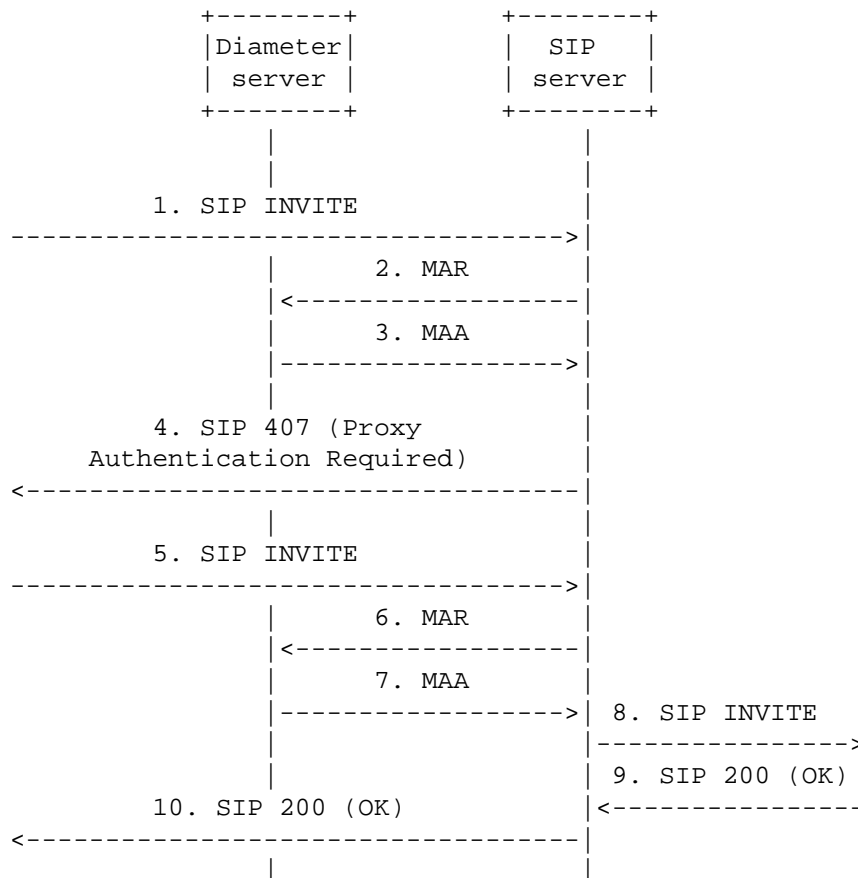 Diameter SIP
server server
1. SIP INVITE
2. MAR
3. MAA
4. SIP 407 (Proxy
Authentication Required)
5. SIP INVITE
6. MAR
7. MAA
8. SIP INVITE
9. SIP 200 (OK)
10. SIP 200 (OK)